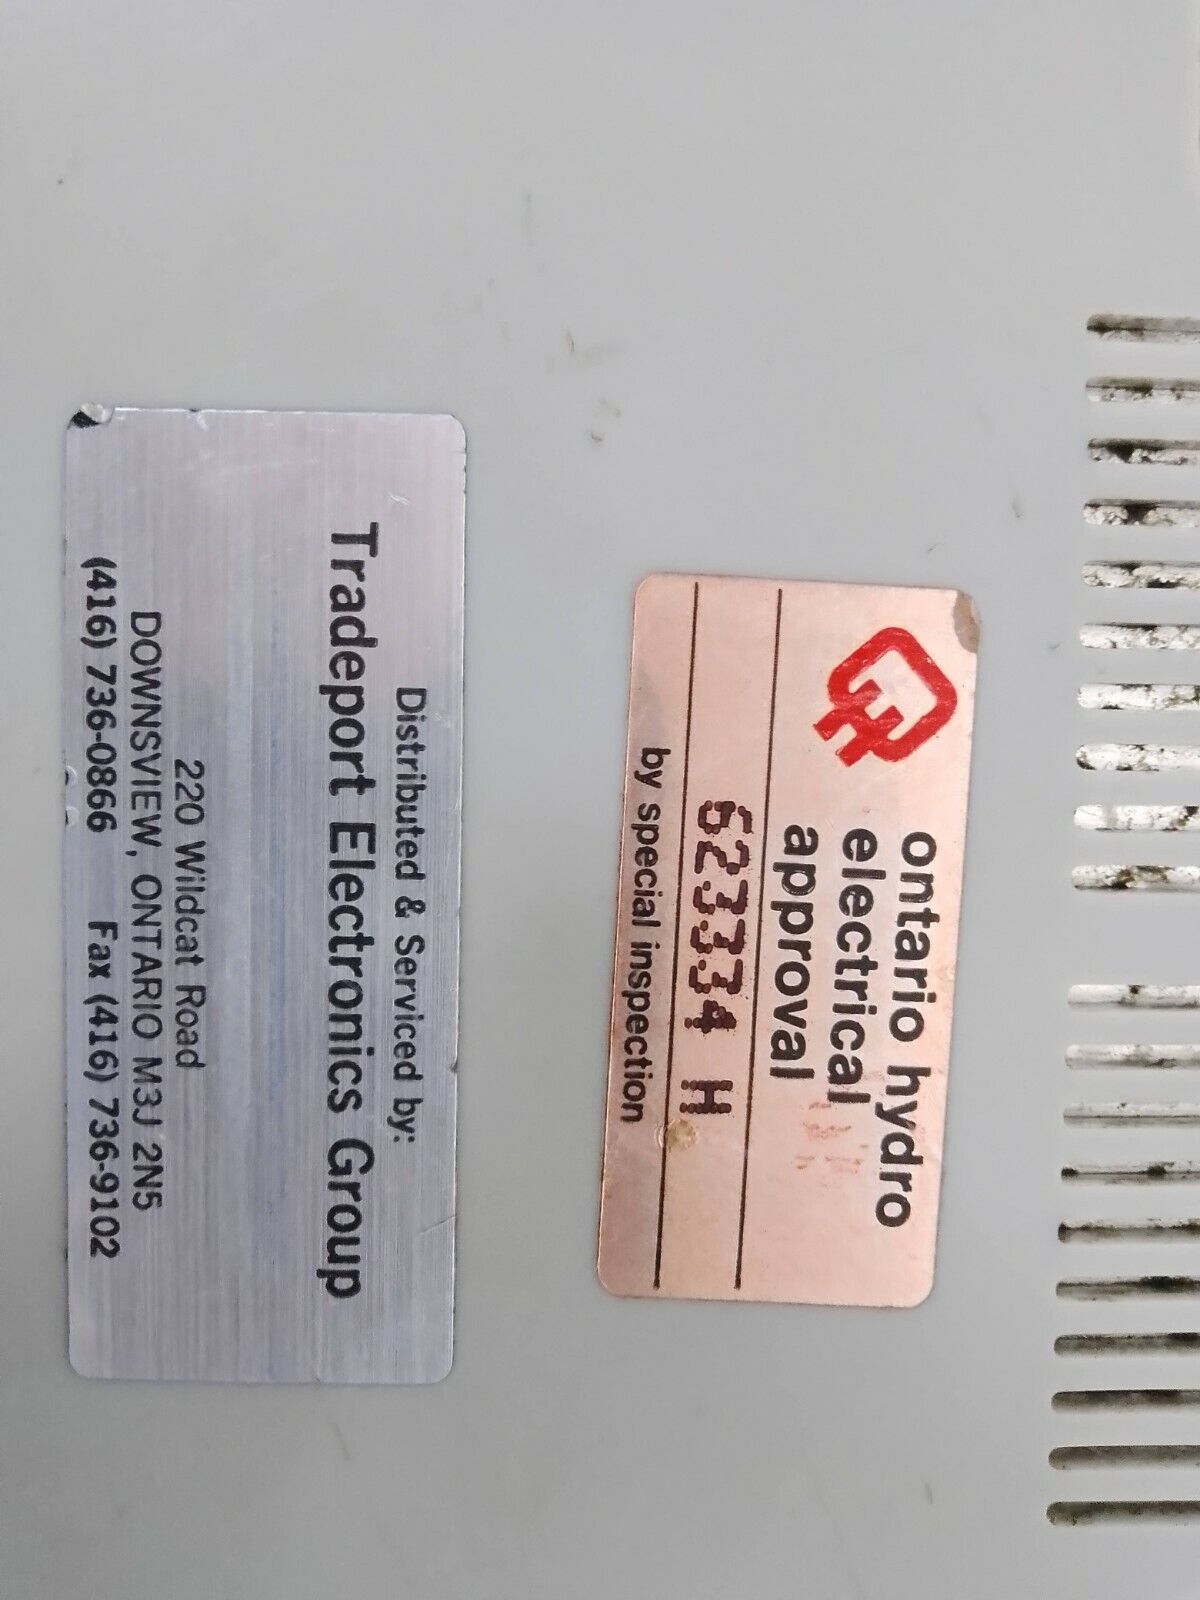 ontario hydro
electrical
approval
623334 H
by special inspection
Distributed & Serviced by:
Tradeport Electronics Group
220 Wildcat Road
DOWNSVIEW, ONTARIO M3J 2N5
(416) 736-0866 Fax (416) 736-9102